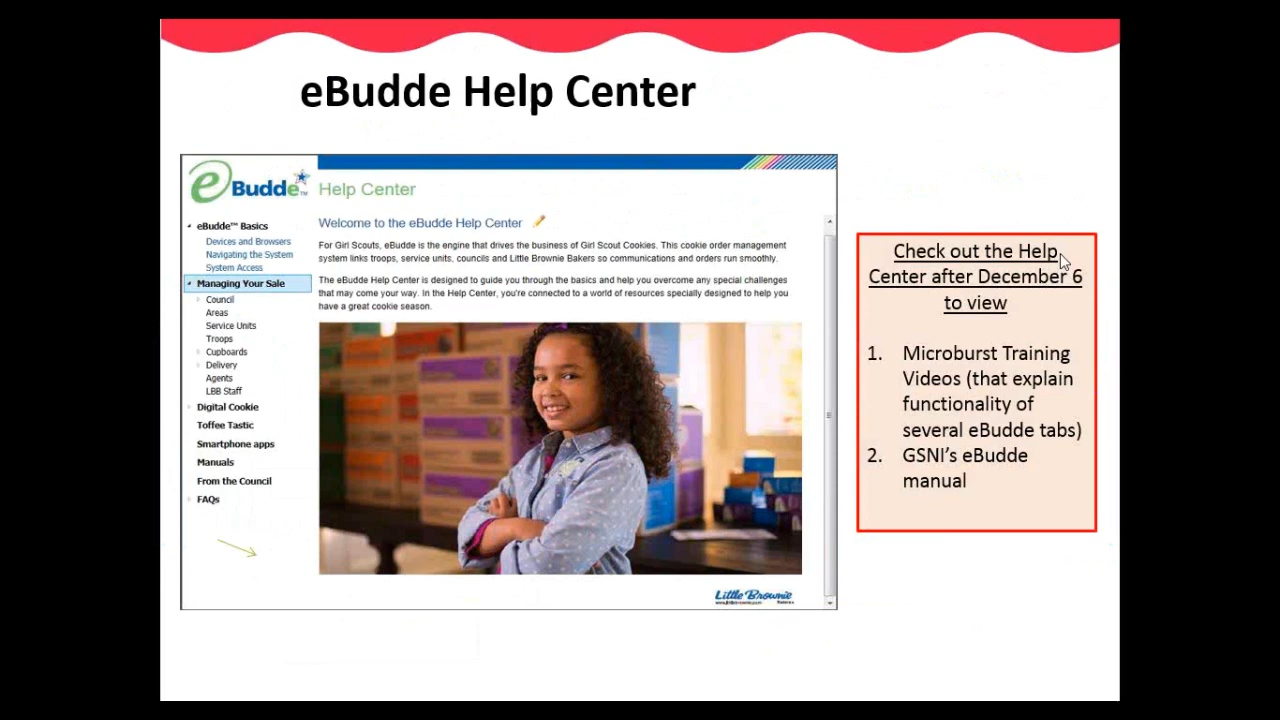 eBudde Help Center
eBudde™
Help Center
eBudde™ Basics
Devices and Browsers
Navigating the System
System Access
Managing Your Sale
Council
Areas
Service Units
Troops
Cupboards
Delivery
Agents
LBB Staff
Digital Cookie
Toffee Tastic
Smartphone apps
Manuals
From the Council
FAQs
Welcome to the eBudde Help Center
For Girl Scouts, eBudde is the engine that drives the business of Girl Scout Cookies. This cookie order management
system links troops, service units, councils and Little Brownie Bakers so communications and orders run smoothly.
The eBudde Help Center is designed to guide you through the basics and help you overcome any special challenges
that may come your way. In the Help Center, you're connected to a world of resources specially designed to help you
have a great cookie season.
Little Brownie
Check out the Help
Center after December 6
to view
1. Microburst Training
Videos (that explain
functionality of
several eBudde tabs)
2. GSNI's eBudde
manual